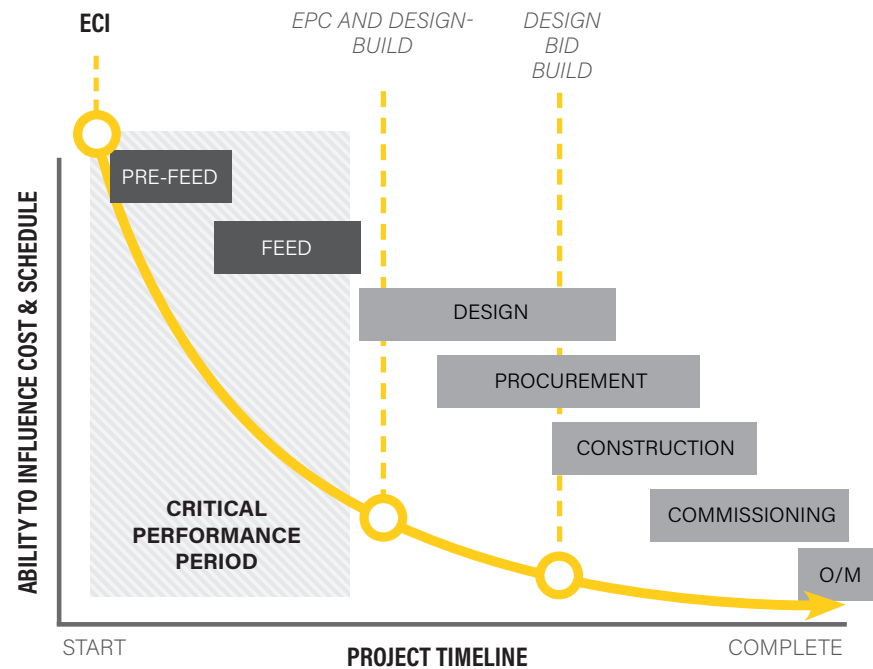 ECI
EPC AND DESIGN-
BUILD
DESIGN
BID
BUILD
ABILITY TO INFLUENCE COST & SCHEDULE
PRE-FEED
FEED
DESIGN
PROCUREMENT
CONSTRUCTION
COMMISSIONING
O/M
CRITICAL
PERFORMANCE
PERIOD
START
PROJECT TIMELINE
COMPLETE